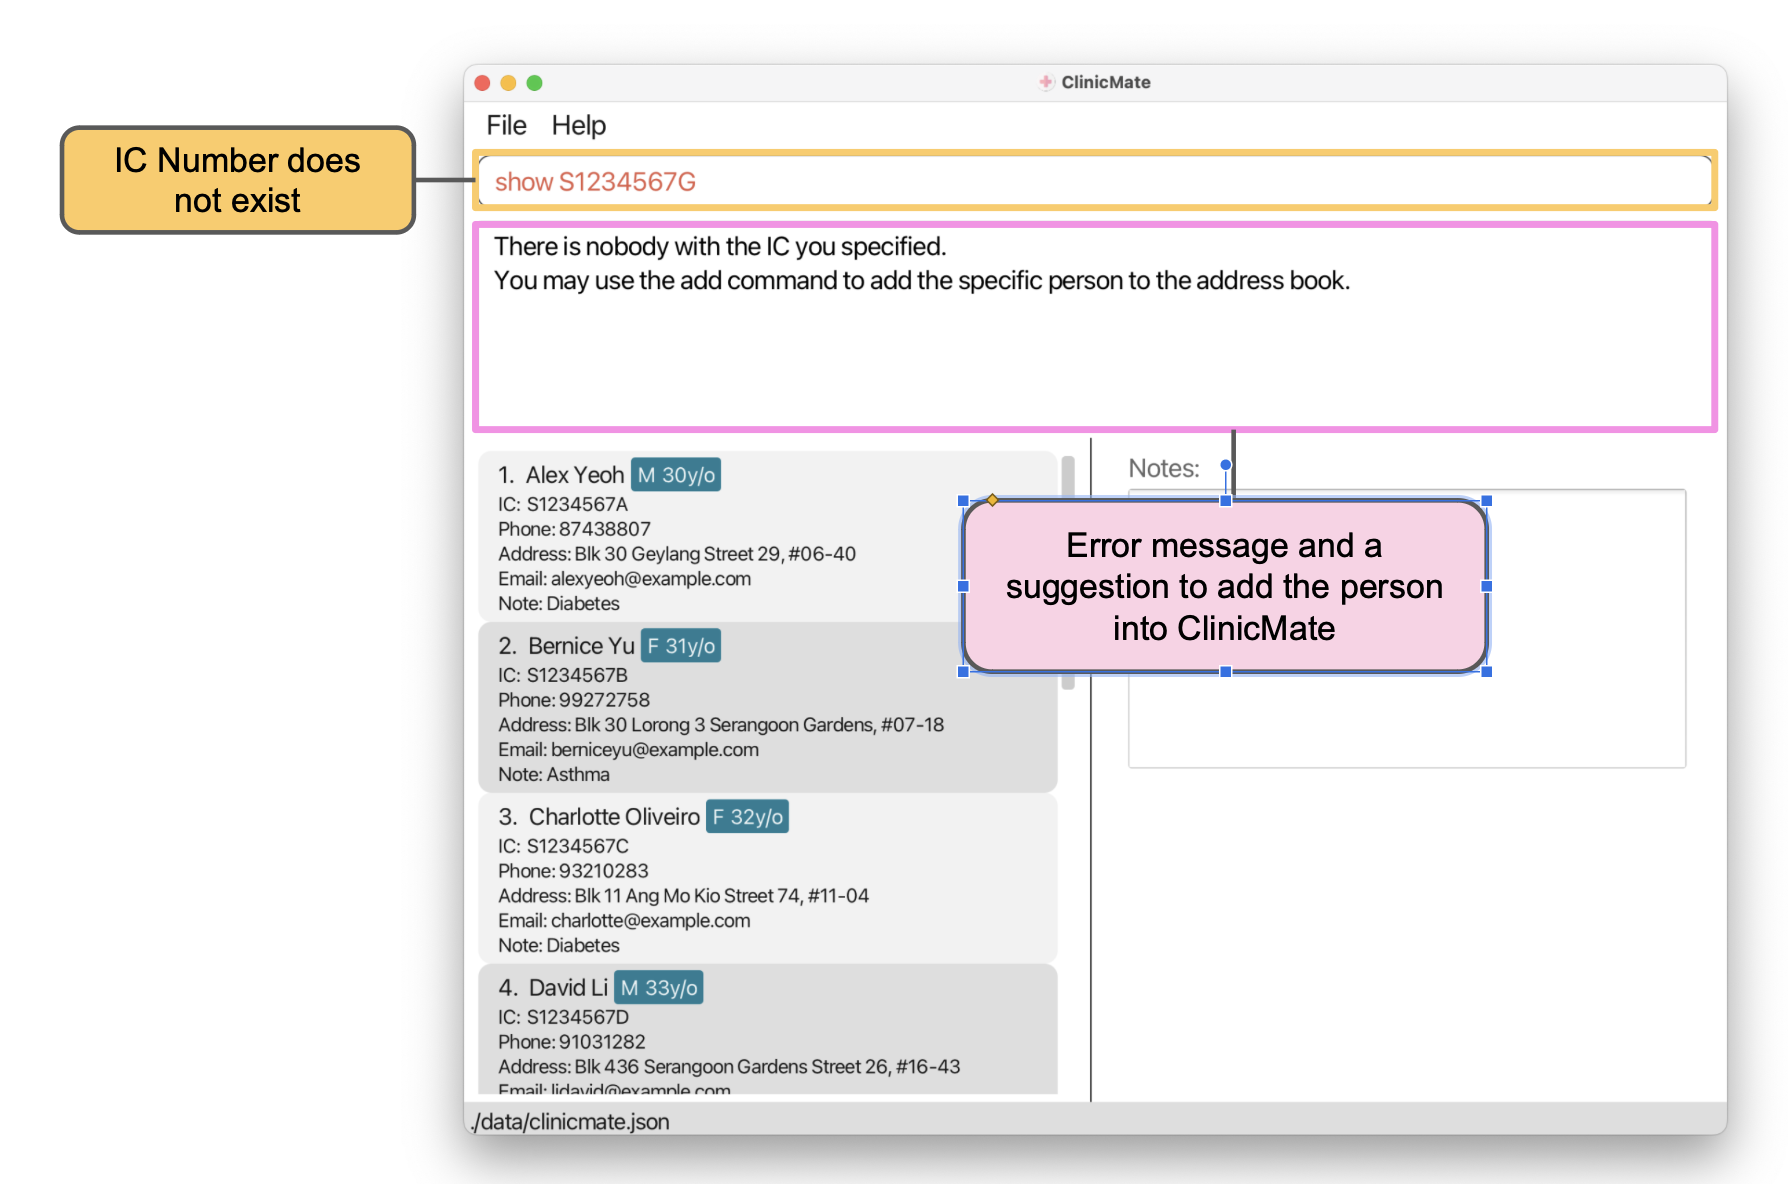 ClinicMate
File Help
IC Number does
not exist
show S1234567G
There is nobody with the IC you specified.
You may use the add command to add the specific person to the address book.
1. Alex Yeoh M 30y/o
IC: S1234567A
Phone: 87438807
Address: Blk 30 Geylang Street 29, #06-40
Email: alexyeoh@example.com
Note: Diabetes
2. Bernice Yu F 31y/o
IC: S1234567B
Phone: 99272758
Address: Blk 30 Lorong 3 Serangoon Gardens, #07-18
Email: berniceyu@example.com
Note: Asthma
3. Charlotte Oliveiro F 32y/o
IC: S1234567C
Phone: 93210283
Address: Blk 11 Ang Mo Kio Street 74, #11-04
Email: charlotte@example.com
Note: Diabetes
4. David Li M 33y/o
IC: S1234567D
Phone: 91031282
Address: Blk 436 Serangoon Gardens Street 26, #16-43
Email: lidavid@example.com
Notes:
Error message and a
suggestion to add the person
into ClinicMate
./data/clinicmate.json